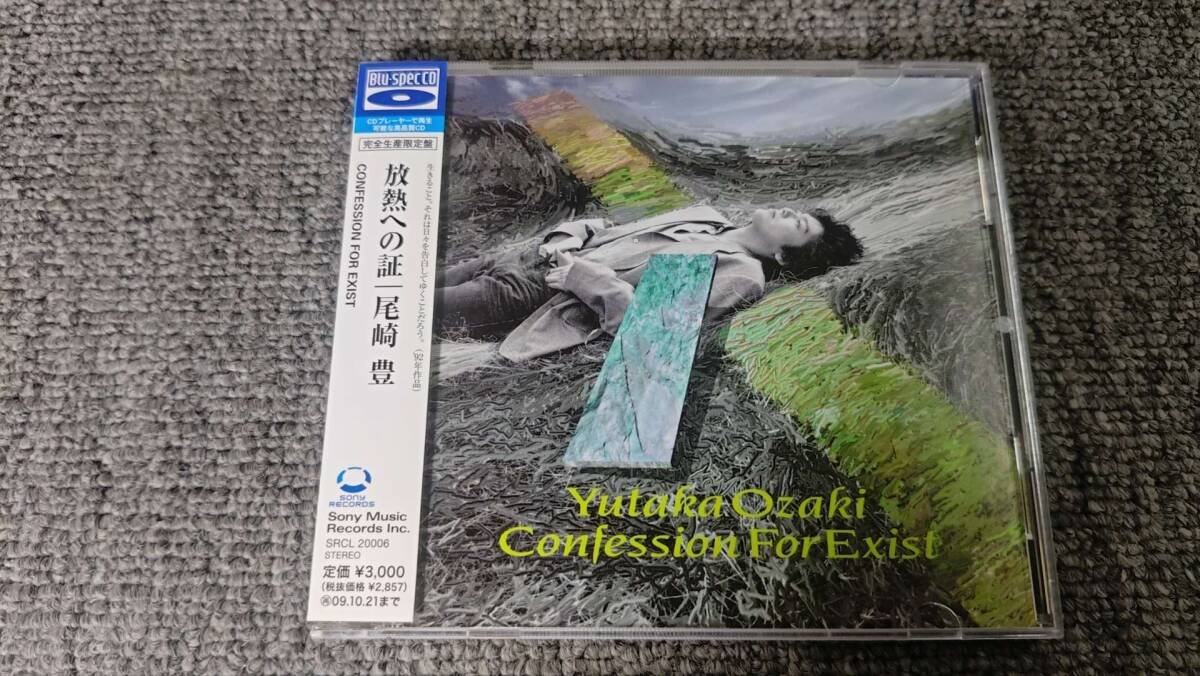 Blu-specCD
CDプレーヤーで再生
可能な高品質CD
完全生産限定盤
放熱への証|尾崎 豊
CONFESSION FOR EXIST
生きること。それは日々を告白してゆくことだろう。 ('92年作品)
SONY
RECORDS
Sony Music
Records Inc.
SRCL 20006
STEREO
定価 ¥3,000
(税抜価格 ¥2,857)
㋐09.10.21まで
Yutaka Ozaki
Confession For Exist